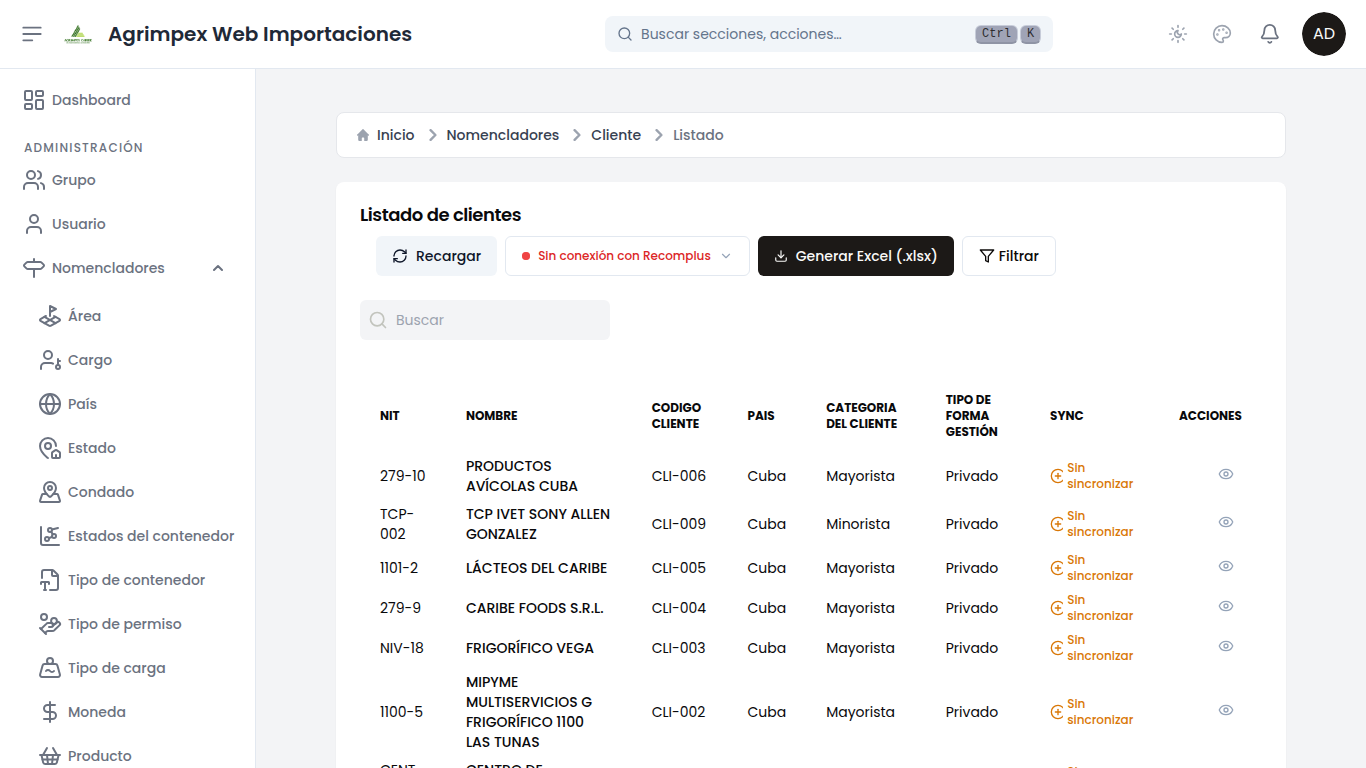 Agrimpex Web Importaciones
Buscar secciones, acciones...
Ctrl K
AD
Dashboard
ADMINISTRACIÓN
Grupo
Usuario
Nomencladores
Área
Cargo
País
Estado
Condado
Estados del contenedor
Tipo de contenedor
Tipo de permiso
Tipo de carga
Moneda
Producto
Inicio > Nomencladores > Cliente > Listado
Listado de clientes
Recargar
Sin conexión con Recomplus
Generar Excel (.xlsx)
Filtrar
Buscar
NIT NOMBRE CODIGO CLIENTE PAIS CATEGORIA DEL CLIENTE TIPO DE FORMA GESTIÓN SYNC ACCIONES
279-10 PRODUCTOS AVÍCOLAS CUBA CLI-006 Cuba Mayorista Privado Sin sincronizar
TCP-002 TCP IVET SONY ALLEN GONZALEZ CLI-009 Cuba Minorista Privado Sin sincronizar
1101-2 LÁCTEOS DEL CARIBE CLI-005 Cuba Mayorista Privado Sin sincronizar
279-9 CARIBE FOODS S.R.L. CLI-004 Cuba Mayorista Privado Sin sincronizar
NIV-18 FRIGORÍFICO VEGA CLI-003 Cuba Mayorista Privado Sin sincronizar
1100-5 MIPYME MULTISERVICIOS G FRIGORÍFICO 1100 LAS TUNAS CLI-002 Cuba Mayorista Privado Sin sincronizar